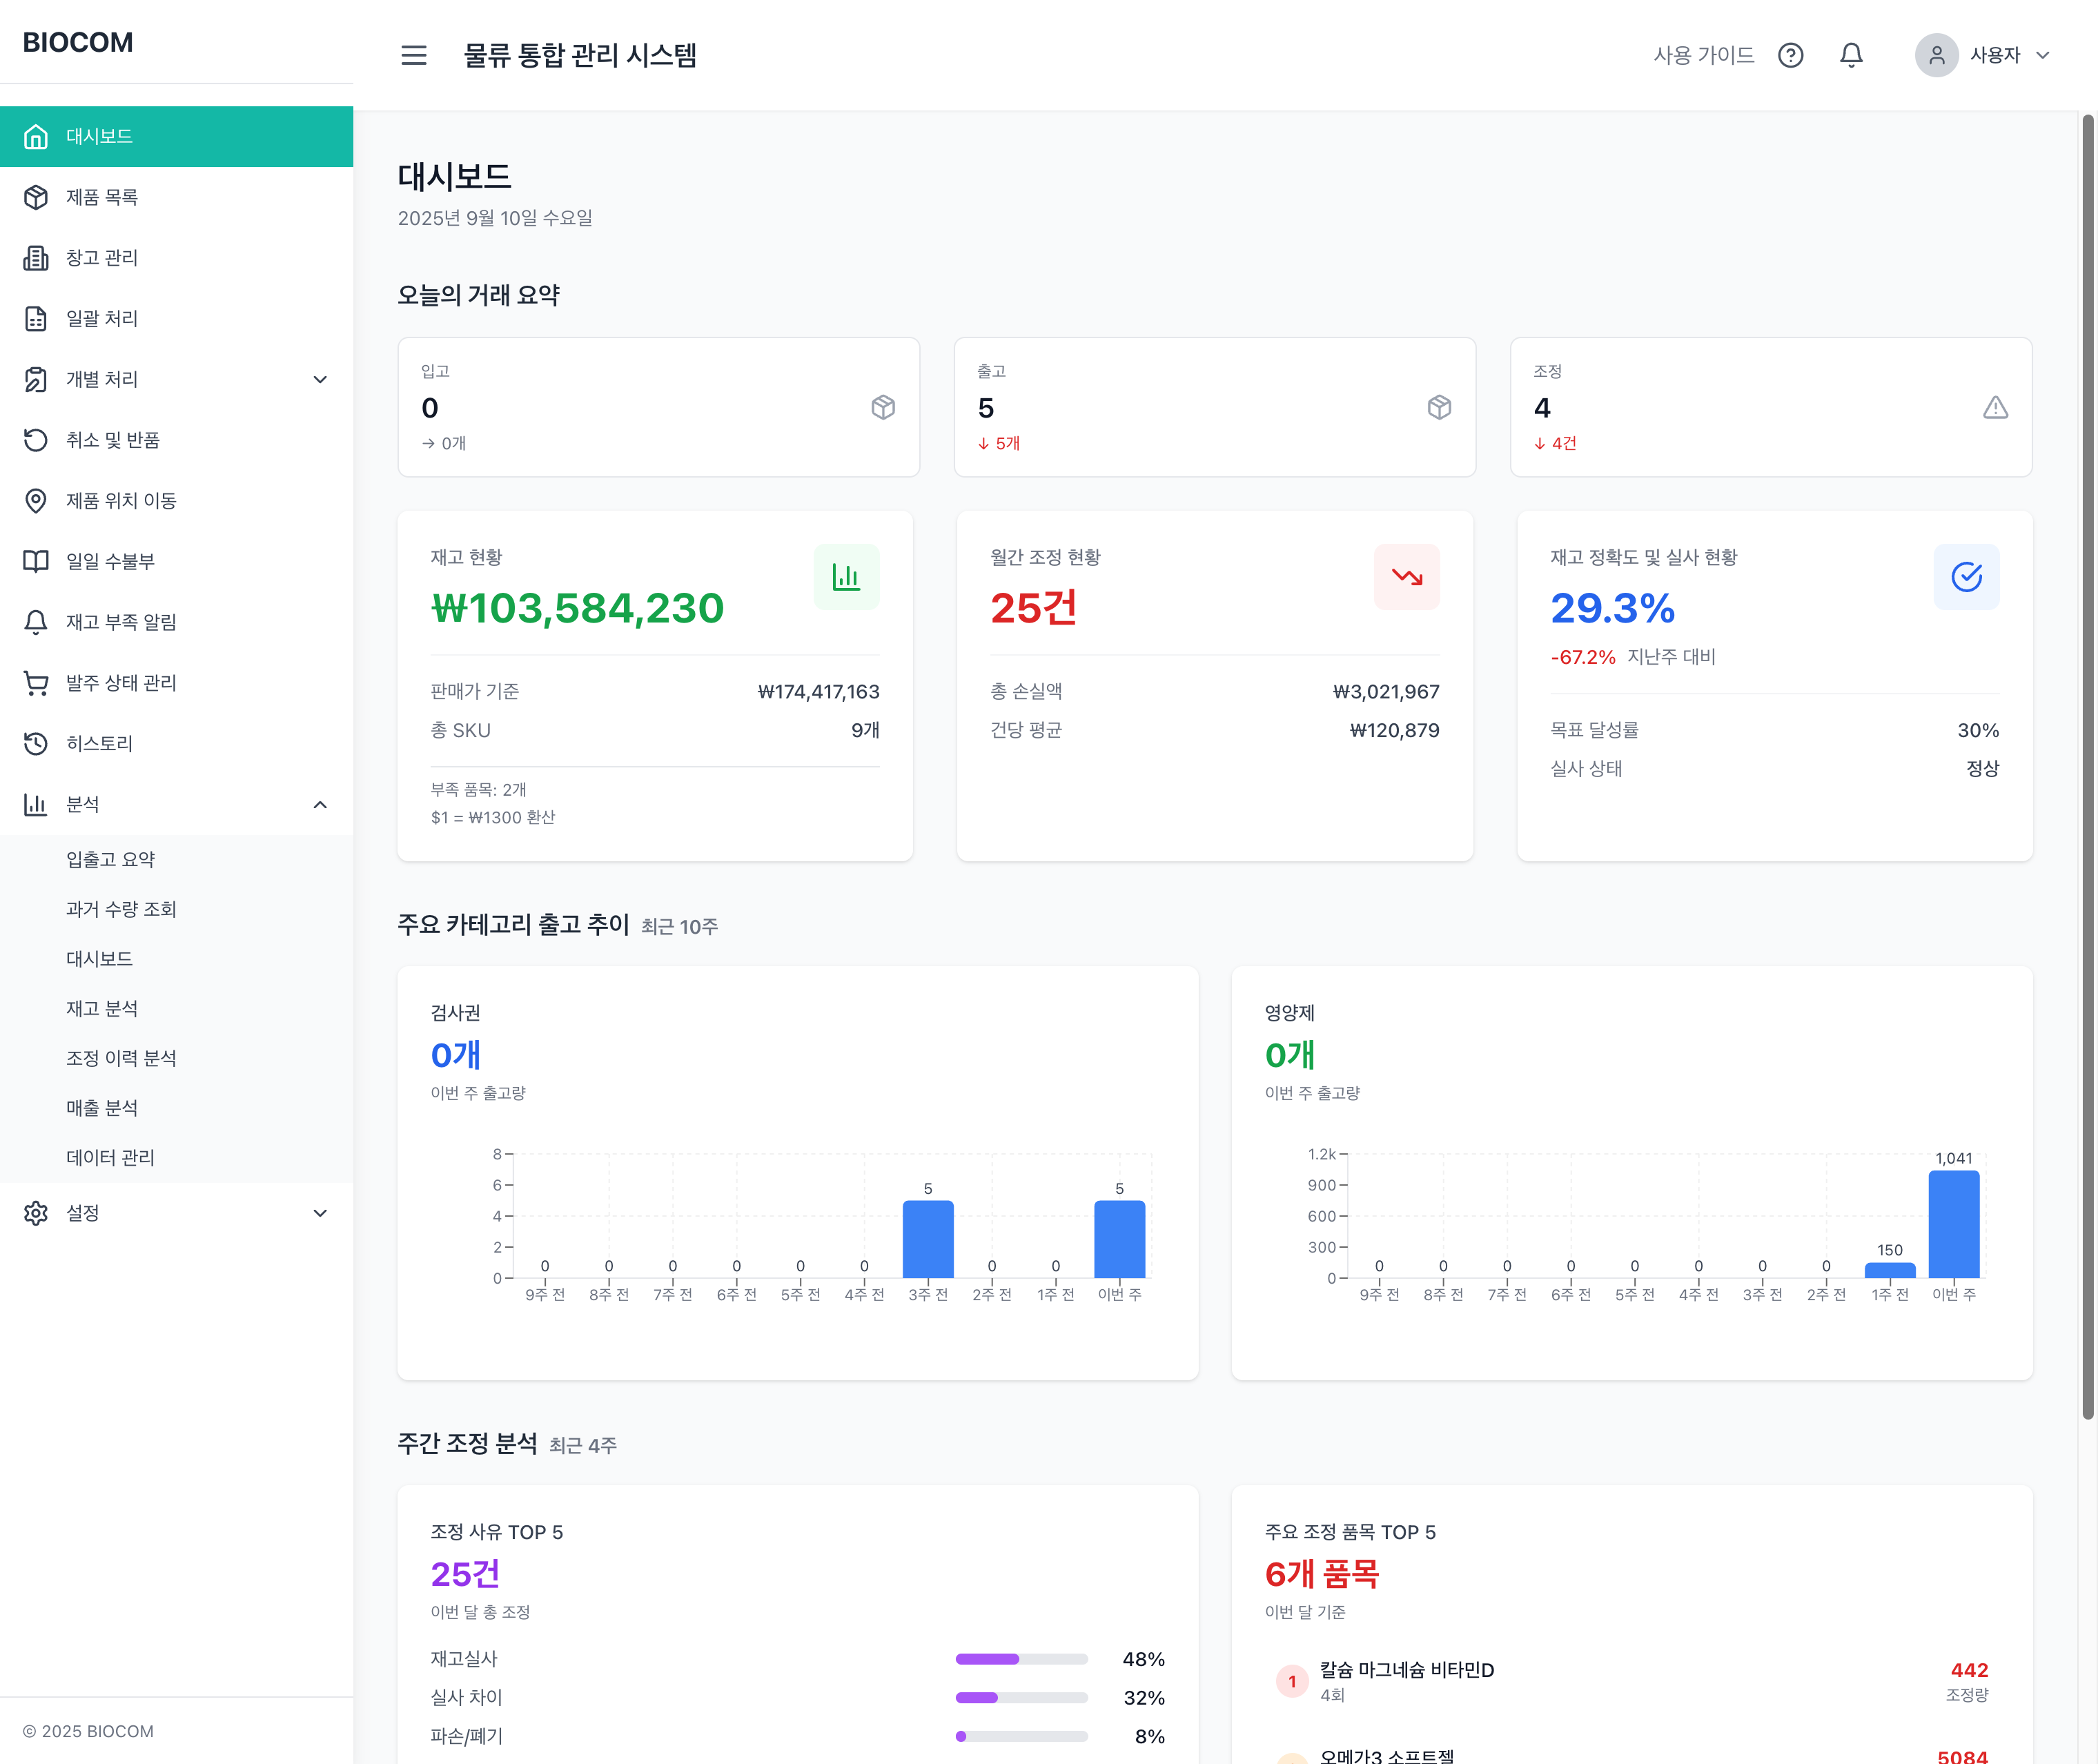 BIOCOM
물류 통합 관리 시스템
사용 가이드
사용자
대시보드
제품 목록
창고 관리
일괄 처리
개별 처리
취소 및 반품
제품 위치 이동
일일 수불부
재고 부족 알림
발주 상태 관리
히스토리
분석
입출고 요약
과거 수량 조회
대시보드
재고 분석
조정 이력 분석
매출 분석
데이터 관리
설정
© 2025 BIOCOM
대시보드
2025년 9월 10일 수요일
오늘의 거래 요약
입고
0
→ 0개
출고
5
↓ 5개
조정
4
↓ 4건
재고 현황
₩103,584,230
판매가 기준 ₩174,417,163
총 SKU 9개
부족 품목: 2개
$1 = ₩1300 환산
월간 조정 현황
25건
총 손실액 ₩3,021,967
건당 평균 ₩120,879
재고 정확도 및 실사 현황
29.3%
-67.2% 지난주 대비
목표 달성률 30%
실사 상태 정상
주요 카테고리 출고 추이 최근 10주
검사권
0개
이번 주 출고량
8
6
4
2
0
0 0 0 0 0 0 5 0 0 5
9주 전 8주 전 7주 전 6주 전 5주 전 4주 전 3주 전 2주 전 1주 전 이번 주
영양제
0개
이번 주 출고량
1.2k
900
600
300
0
0 0 0 0 0 0 0 0 150 1,041
9주 전 8주 전 7주 전 6주 전 5주 전 4주 전 3주 전 2주 전 1주 전 이번 주
주간 조정 분석 최근 4주
조정 사유 TOP 5
25건
이번 달 총 조정
재고실사 48%
실사 차이 32%
파손/폐기 8%
주요 조정 품목 TOP 5
6개 품목
이번 달 기준
1 칼슘 마그네슘 비타민D 442
4회 조정량
오메가3 소프트젤 5084